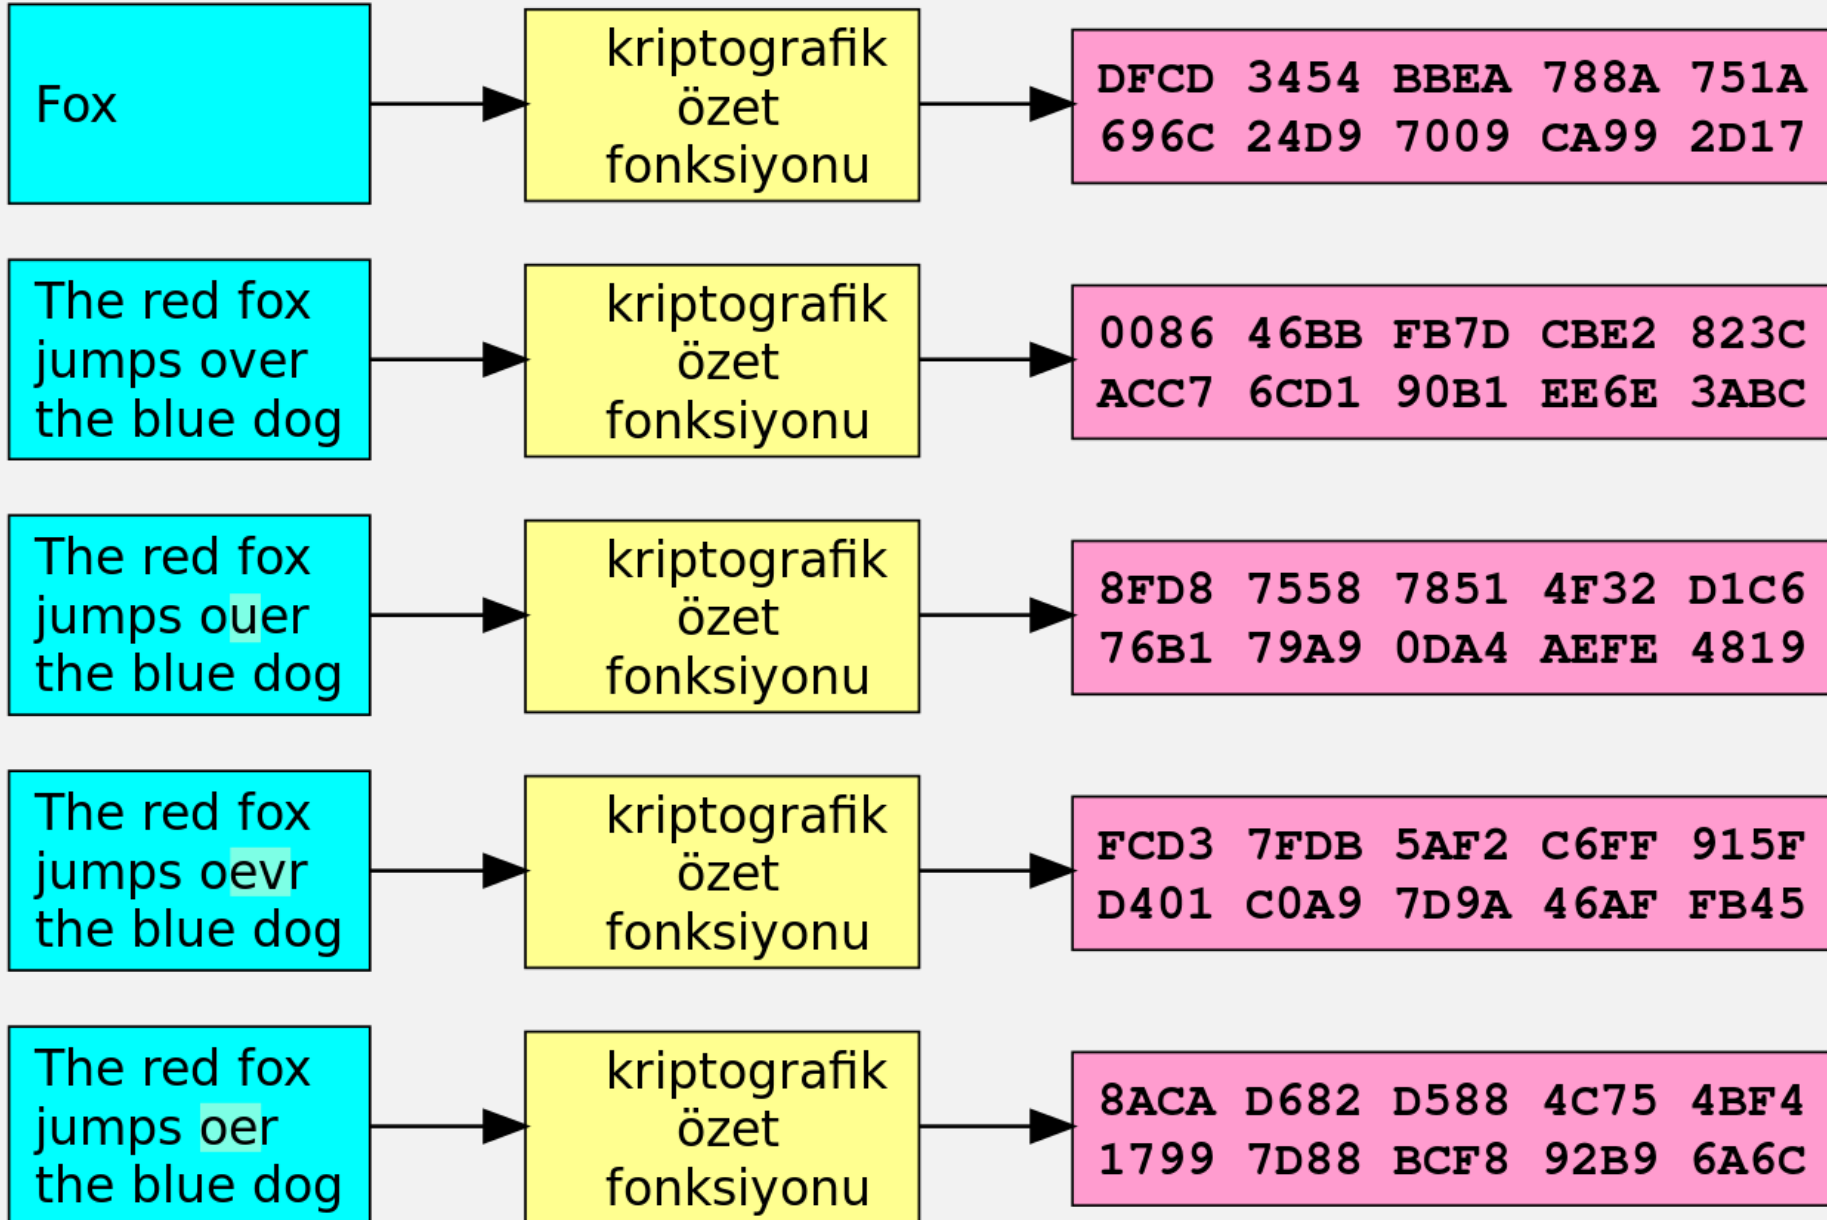 Fox
kriptografik
özet
fonksiyonu
DFCD 3454 BBEA 788A 751A
696C 24D9 7009 CA99 2D17
The red fox
jumps over
the blue dog
kriptografik
özet
fonksiyonu
0086 46BB FB7D CBE2 823C
ACC7 6CD1 90B1 EE6E 3ABC
The red fox
jumps ouer
the blue dog
kriptografik
özet
fonksiyonu
8FD8 7558 7851 4F32 D1C6
76B1 79A9 0DA4 AEFE 4819
The red fox
jumps oevr
the blue dog
kriptografik
özet
fonksiyonu
FCD3 7FDB 5AF2 C6FF 915F
D401 C0A9 7D9A 46AF FB45
The red fox
jumps oer
the blue dog
kriptografik
özet
fonksiyonu
8ACA D682 D588 4C75 4BF4
1799 7D88 BCF8 92B9 6A6C